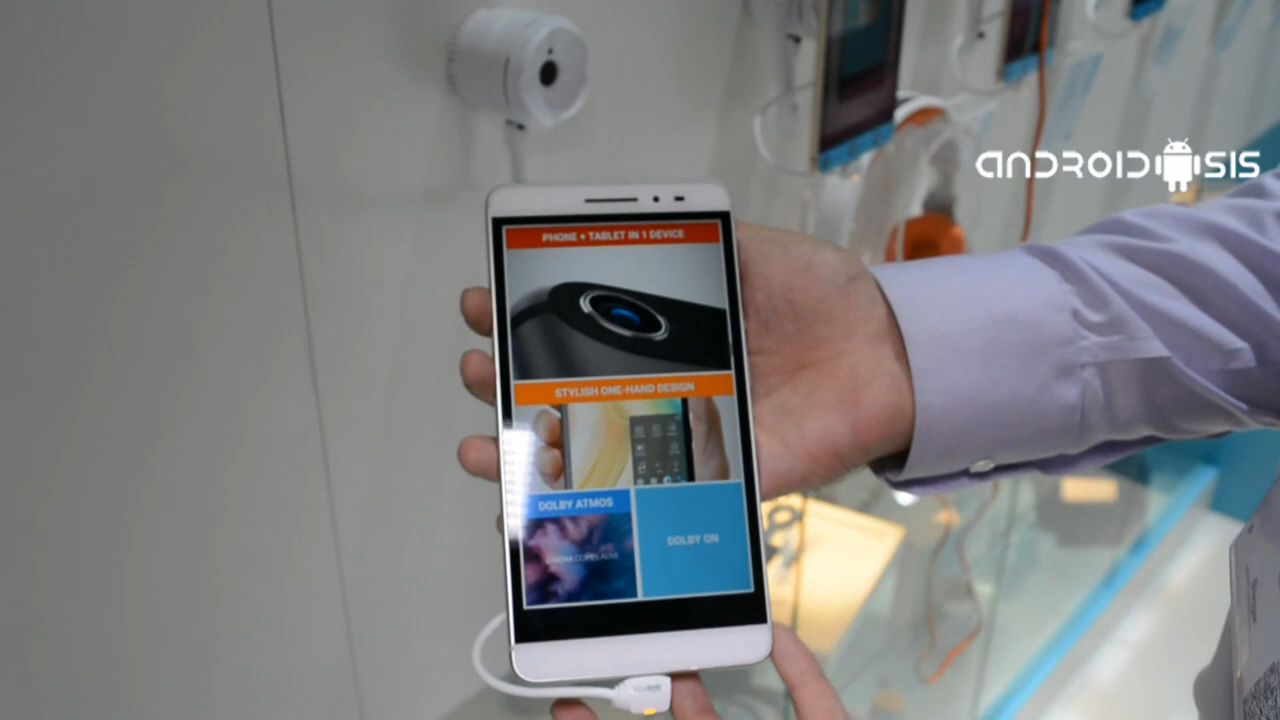 ANDROIDSIS
PHONE + TABLET IN 1 DEVICE
STYLISH ONE-HAND DESIGN
DOLBY ATMOS
DOLBY ON